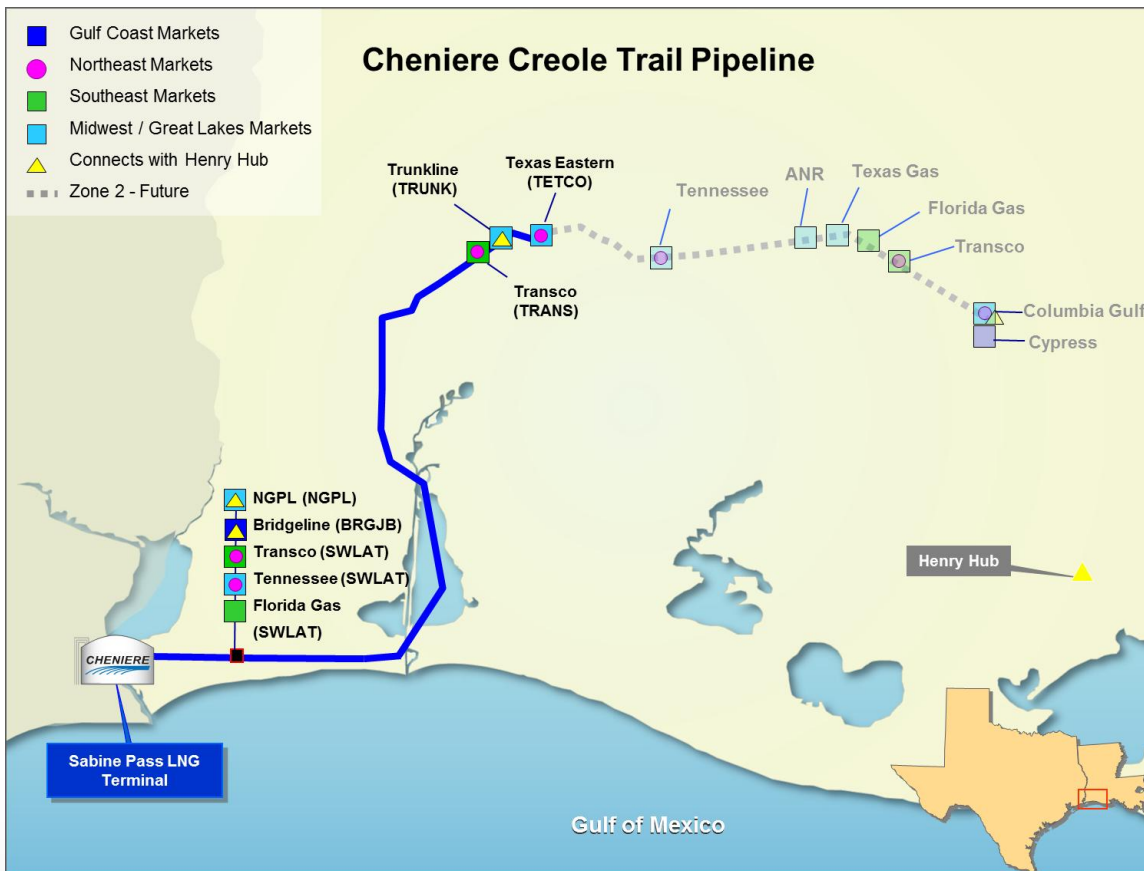 Gulf Coast Markets
Northeast Markets
Southeast Markets
Midwest / Great Lakes Markets
Connects with Henry Hub
Zone 2 - Future
Cheniere Creole Trail Pipeline
Trunkline
(TRUNK)
Texas Eastern
(TETCO)
Tennessee
ANR
Texas Gas
Florida Gas
Transco
Transco
(TRANS)
Columbia Gulf
Cypress
NGPL (NGPL)
Bridgeline (BRGJB)
Transco (SWLAT)
Tennessee (SWLAT)
Florida Gas
(SWLAT)
Henry Hub
CHENIERE
Sabine Pass LNG
Terminal
Gulf of Mexico